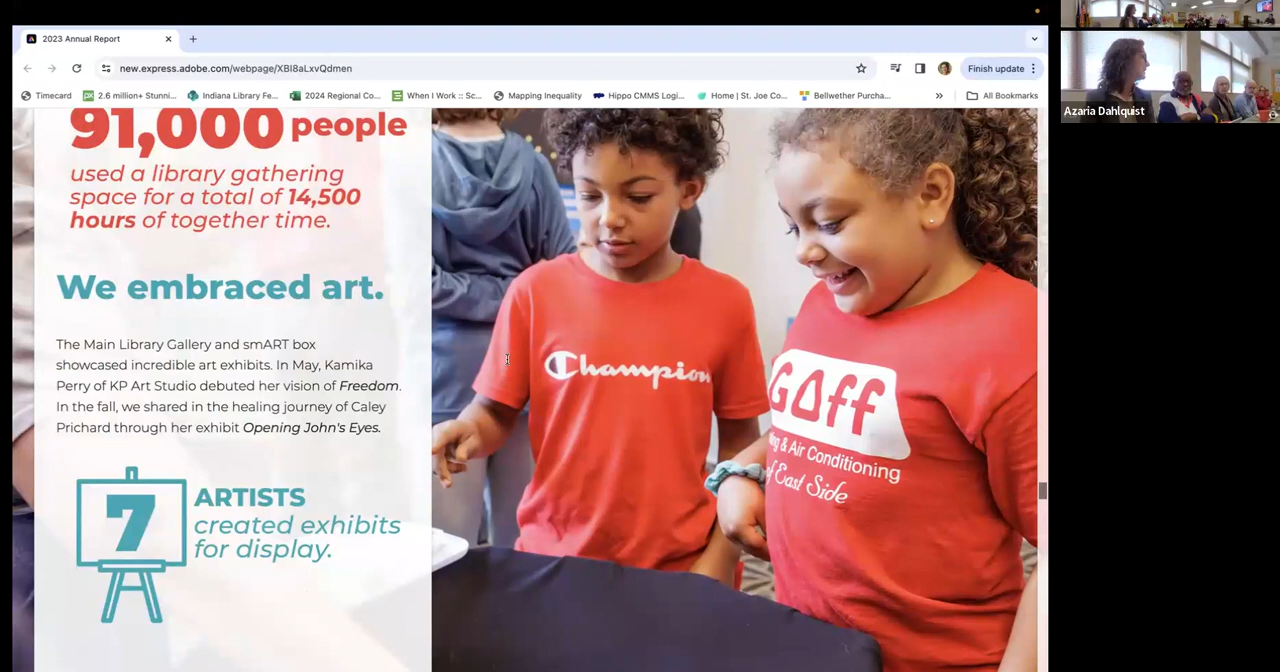 2023 Annual Report
new.express.adobe.com/webpage/XBI8aLxvQdmen
Finish update
Timecard
2.6 million+ Stunni...
Indiana Library Fe...
2024 Regional Co...
When I Work :: Sc...
Mapping Inequality
Hippo CMMS Logi...
Home | St. Joe Co...
Bellwether Purcha...
All Bookmarks
91,000 people
used a library gathering
space for a total of 14,500
hours of together time.
We embraced art.
The Main Library Gallery and smART box
showcased incredible art exhibits. In May, Kamika
Perry of KP Art Studio debuted her vision of Freedom.
In the fall, we shared in the healing journey of Caley
Prichard through her exhibit Opening John's Eyes.
7
ARTISTS
created exhibits
for display.
Champion
GOff
& Air Conditioning
of East Side
Azaria Dahlquist